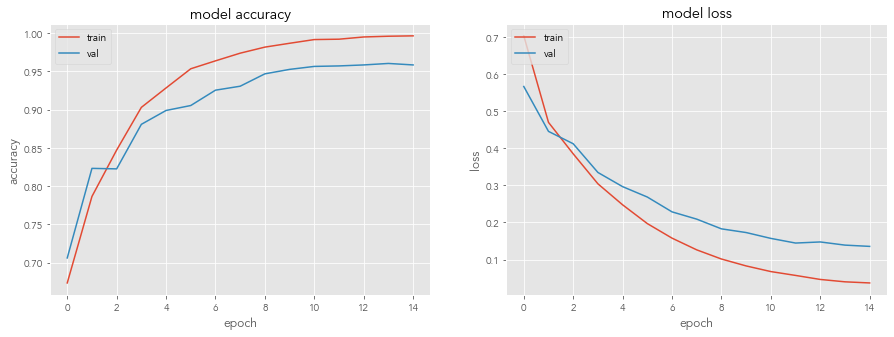 model accuracy
train
val
1.00
0.95
0.90
0.85
0.80
0.75
0.70
accuracy
0 2 4 6 8 10 12 14
epoch
model loss
train
val
0.7
0.6
0.5
0.4
0.3
0.2
0.1
loss
0 2 4 6 8 10 12 14
epoch